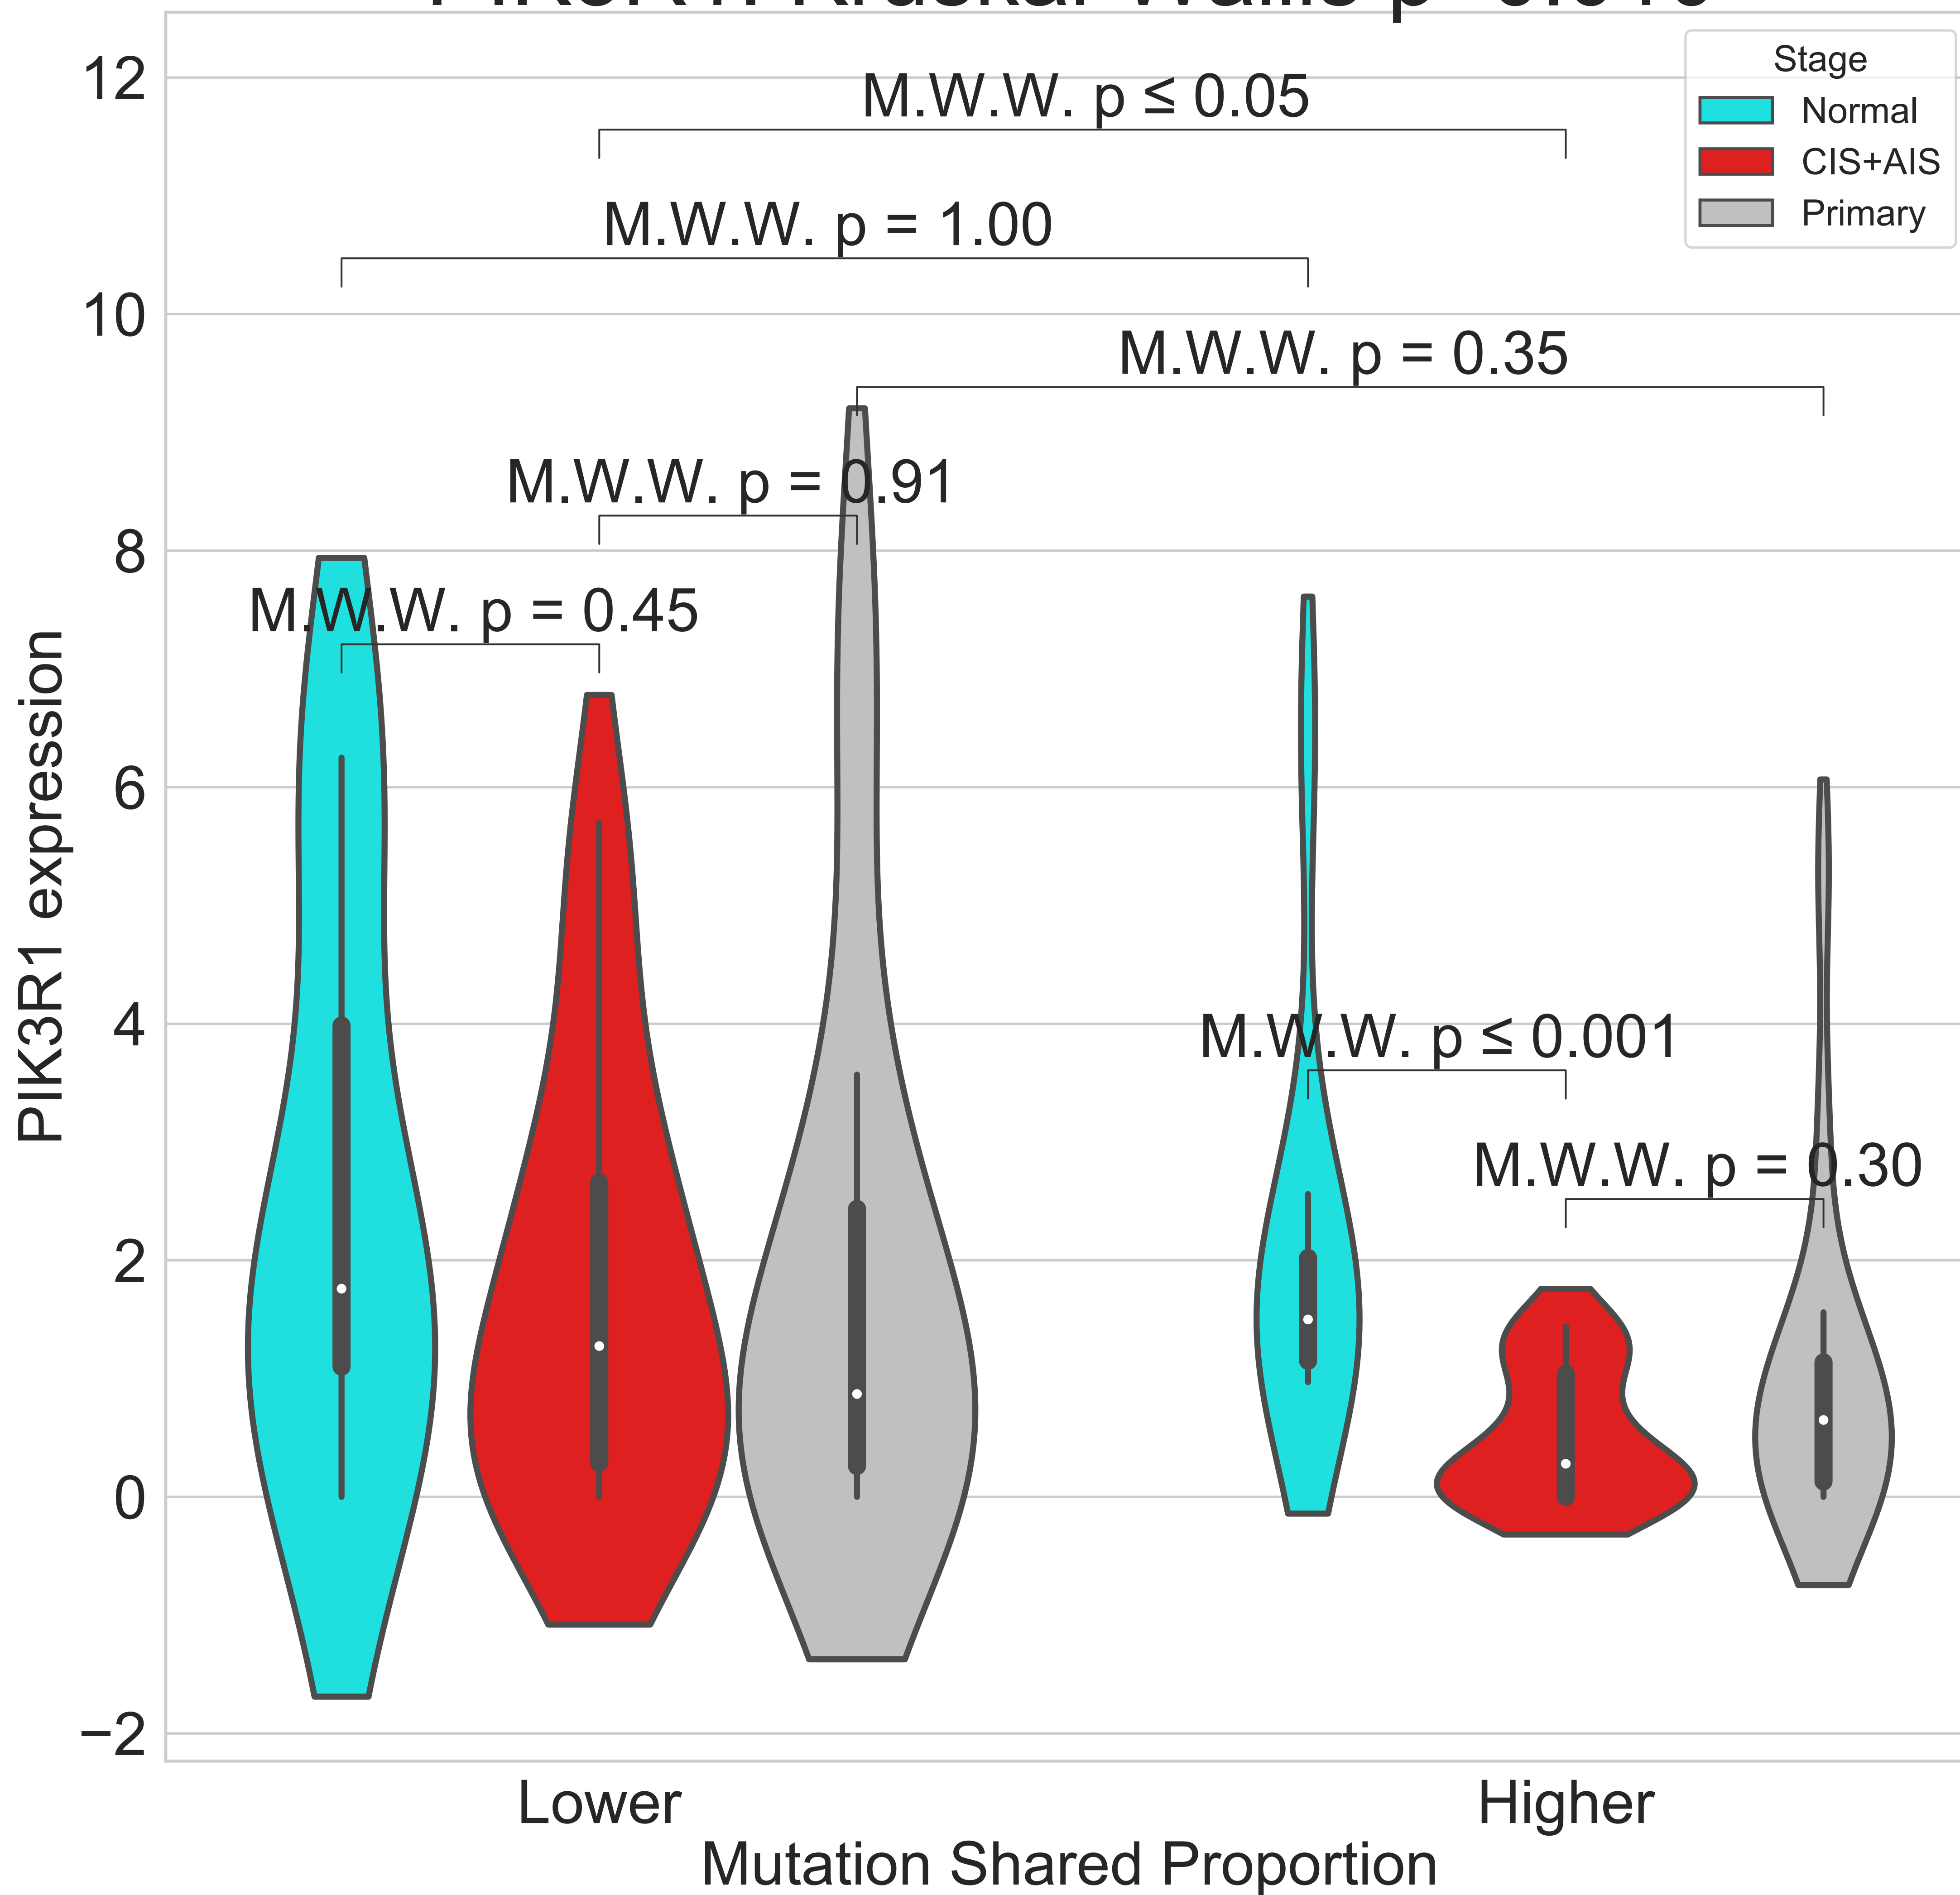 12
10
8
6
4
2
0
−2
PIK3R1 expression
Stage
Normal
CIS+AIS
Primary
M.W.W. p ≤ 0.05
M.W.W. p = 1.00
M.W.W. p = 0.35
M.W.W. p = 0.91
M.W.W. p = 0.45
M.W.W. p ≤ 0.001
M.W.W. p = 0.30
Lower
Higher
Mutation Shared Proportion